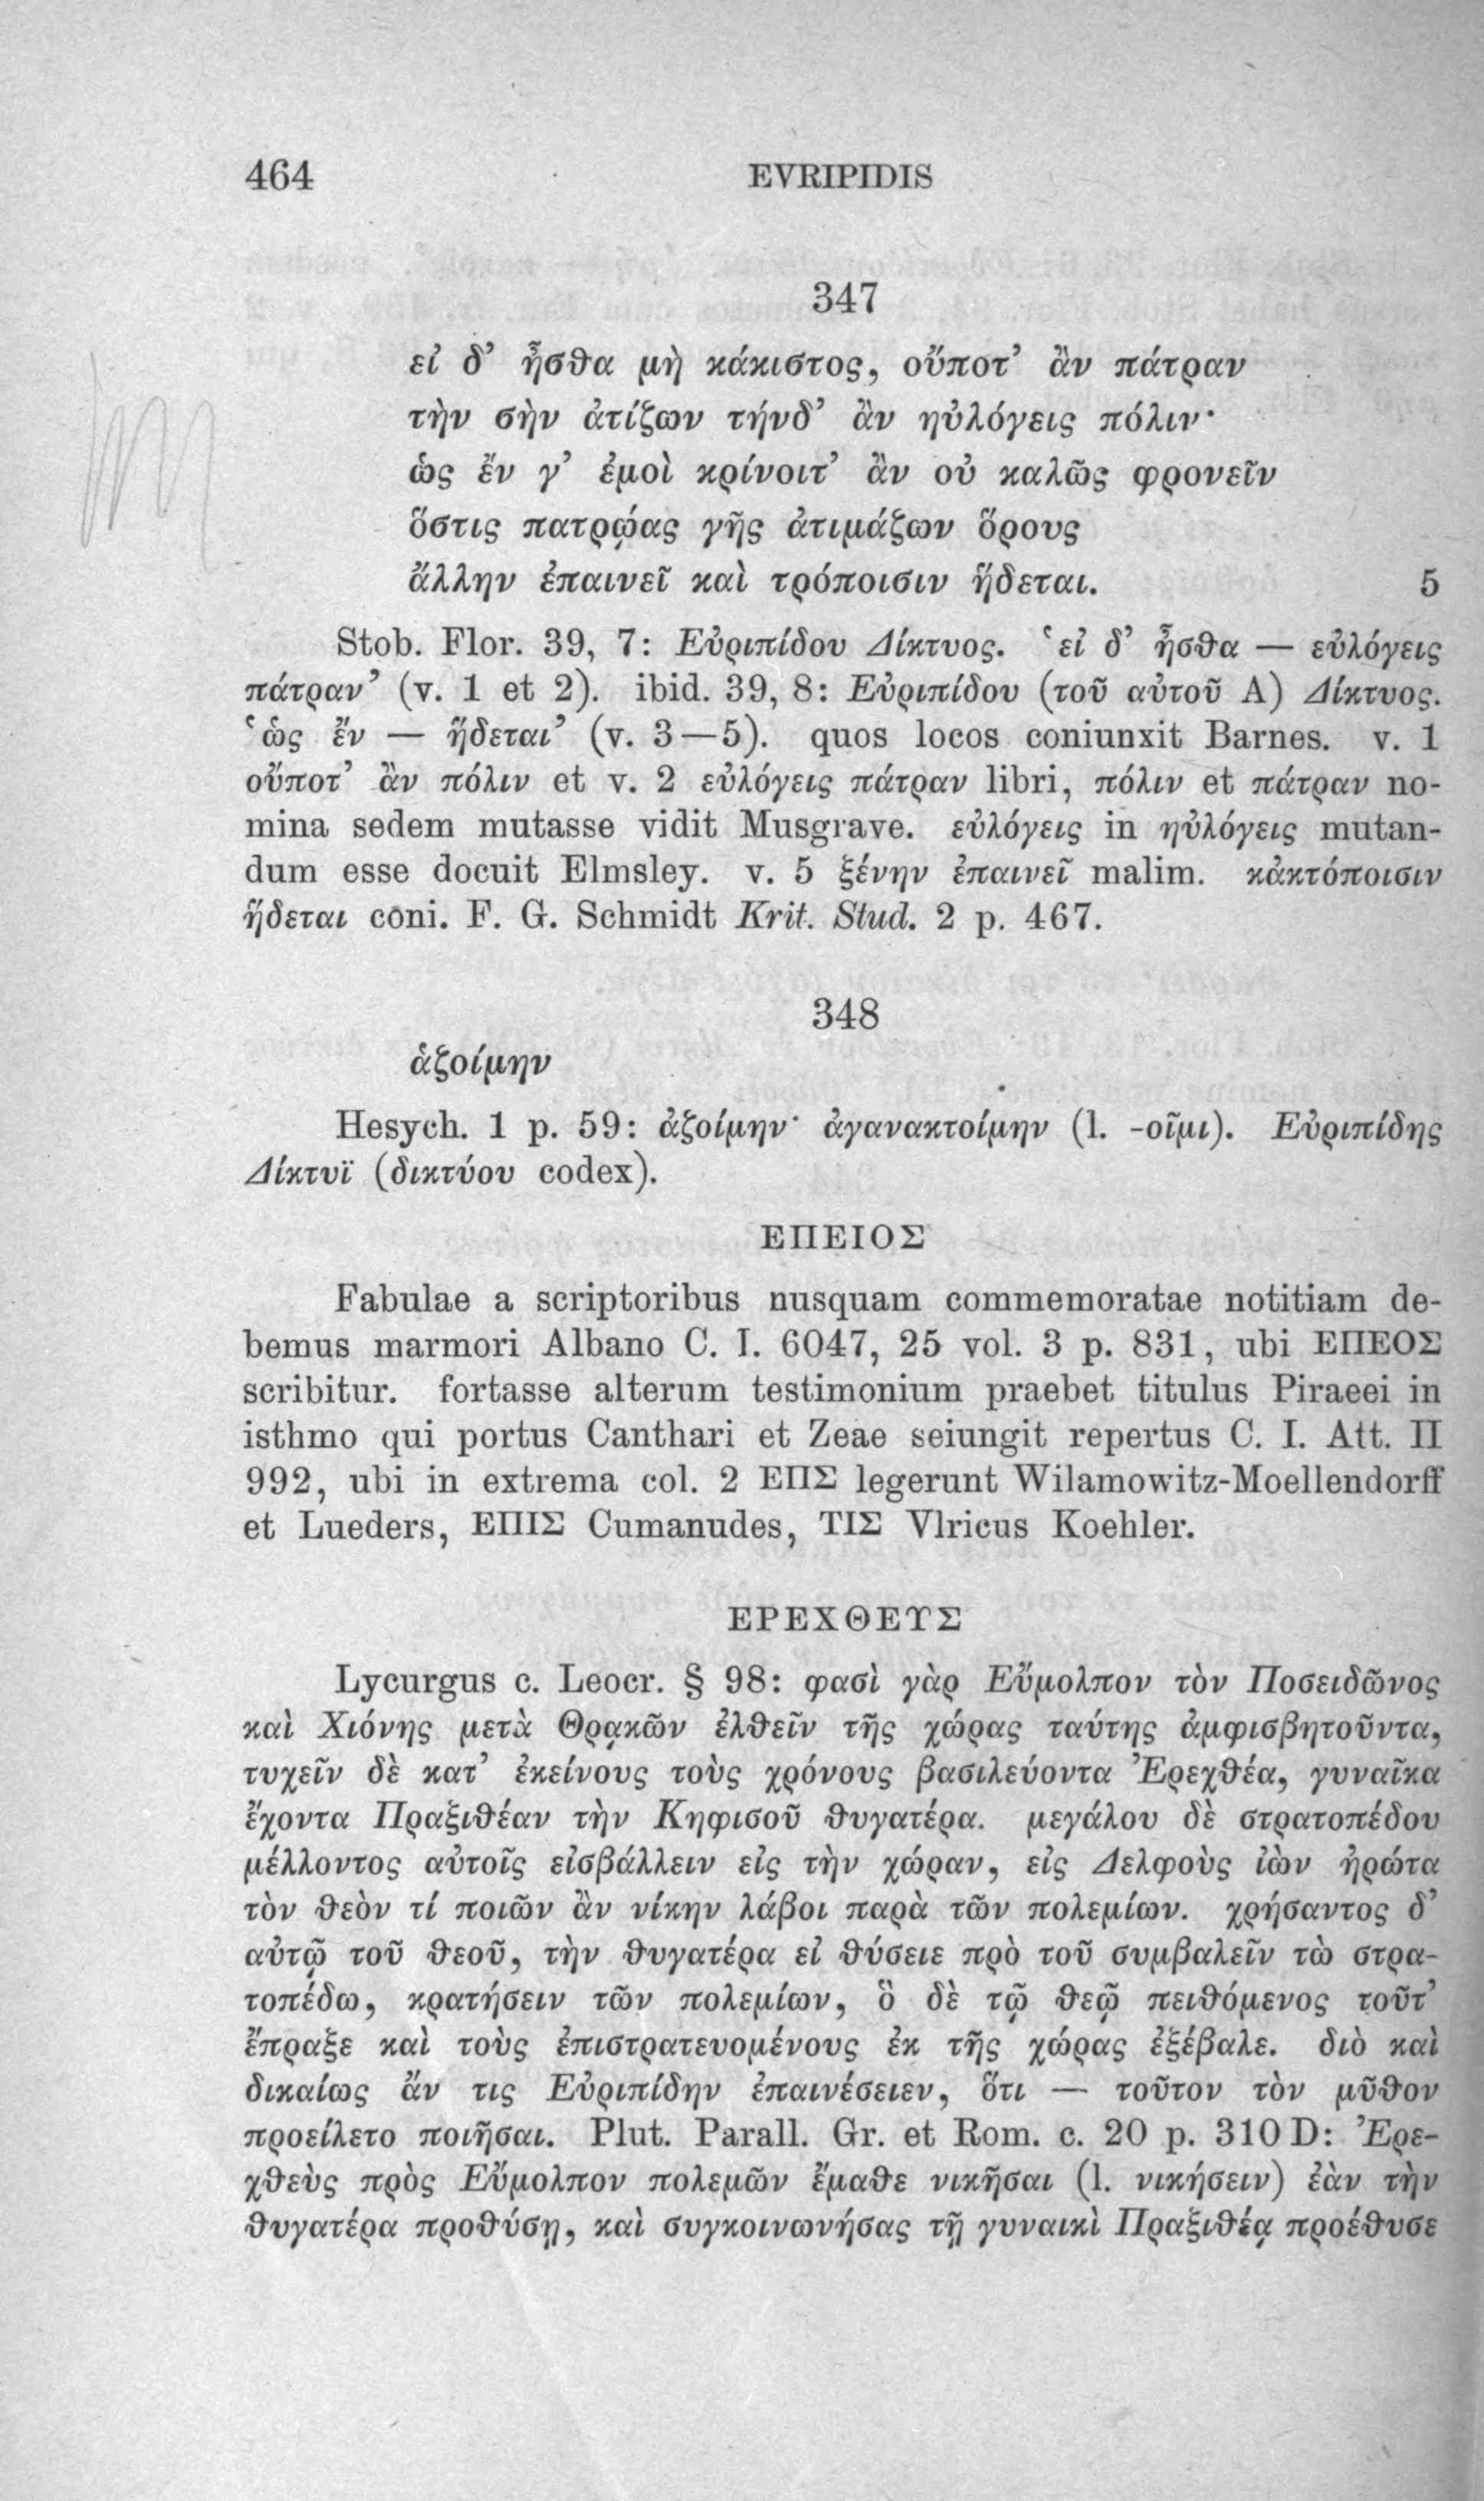 464 EVRIPIDIS
347
εἰ δ’ ἦσθα μὴ κάκιστος, οὔποτ’ ἂν πάτραν
τὴν σὴν ἀτίζων τήνδ’ ἂν ηὐλόγεις πόλιν·
ὡς ἔν γ’ ἐμοὶ κρίνοιτ’ ἂν οὐ καλῶς φρονεῖν
ὅστις πατρῴας γῆς ἀτιμάζων ὅρους
ἄλλην ἐπαινεῖ καὶ τρόποισιν ἥδεται. 5
Stob. Flor. 39, 7: Εὐριπίδου Δίκτυος. ‘εἰ δ’ ἦσθα — εὐλόγεις
πάτραν’ (v. 1 et 2). ibid. 39, 8: Εὐριπίδου (τοῦ αὐτοῦ A) Δίκτυος.
‘ὡς ἔν — ἥδεται’ (v. 3—5). quos locos coniunxit Barnes. v. 1
οὔποτ’ ἂν πόλιν et v. 2 εὐλόγεις πάτραν libri, πόλιν et πάτραν no-
mina sedem mutasse vidit Musgrave. εὐλόγεις in ηὐλόγεις mutan-
dum esse docuit Elmsley. v. 5 ξένην ἐπαινεῖ malim. κἀκτόποισιν
ἥδεται coni. F. G. Schmidt Krit. Stud. 2 p. 467.
348
ἁζοίμην
Hesych. 1 p. 59: ἀζοίμην· ἀγανακτοίμην (l. -οῖμι). Εὐριπίδης
Δίκτυϊ (δικτύου codex).
ΕΠΕΙΟΣ
Fabulae a scriptoribus nusquam commemoratae notitiam de-
bemus marmori Albano C. I. 6047, 25 vol. 3 p. 831, ubi ΕΠΕΟΣ
scribitur. fortasse alterum testimonium praebet titulus Piraeei in
isthmo qui portus Canthari et Zeae seiungit repertus C. I. Att. II
992, ubi in extrema col. 2 ΕΠΣ legerunt Wilamowitz-Moellendorff
et Lueders, ΕΠΙΣ Cumanudes, ΤΙΣ Vlricus Koehler.
ΕΡΕΧΘΕΥΣ
Lycurgus c. Leocr. § 98: φασὶ γὰρ Εὔμολπον τὸν Ποσειδῶνος
καὶ Χιόνης μετὰ Θρᾳκῶν ἐλθεῖν τῆς χώρας ταύτης ἀμφισβητοῦντα,
τυχεῖν δὲ κατ’ ἐκείνους τοὺς χρόνους βασιλεύοντα Ἐρεχθέα, γυναῖκα
ἔχοντα Πραξιθέαν τὴν Κηφισοῦ θυγατέρα. μεγάλου δὲ στρατοπέδου
μέλλοντος αὐτοῖς εἰσβάλλειν εἰς τὴν χώραν, εἰς Δελφοὺς ἰὼν ἠρώτα
τὸν θεὸν τί ποιῶν ἂν νίκην λάβοι παρὰ τῶν πολεμίων. χρήσαντος δ’
αὐτῷ τοῦ θεοῦ, τὴν θυγατέρα εἰ θύσειε πρὸ τοῦ συμβαλεῖν τὼ στρα-
τοπέδω, κρατήσειν τῶν πολεμίων, ὃ δὲ τῷ θεῷ πειθόμενος τοῦτ’
ἔπραξε καὶ τοὺς ἐπιστρατευομένους ἐκ τῆς χώρας ἐξέβαλε. διὸ καὶ
δικαίως ἄν τις Εὐριπίδην ἐπαινέσειεν, ὅτι — τοῦτον τὸν μῦθον
προείλετο ποιῆσαι. Plut. Parall. Gr. et Rom. c. 20 p. 310 D: Ἐρε-
χθεὺς πρὸς Εὔμολπον πολεμῶν ἔμαθε νικῆσαι (l. νικήσειν) ἐὰν τὴν
θυγατέρα προθύσῃ, καὶ συγκοινωνήσας τῇ γυναικὶ Πραξιθέᾳ προέθυσε